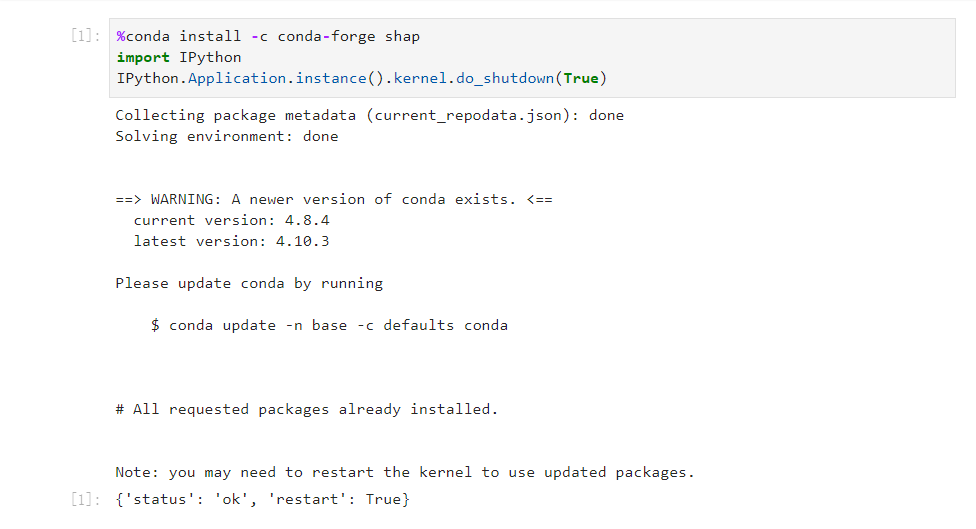 [1]: %conda install -c conda-forge shap
import IPython
IPython.Application.instance().kernel.do_shutdown(True)
Collecting package metadata (current_repodata.json): done
Solving environment: done
==> WARNING: A newer version of conda exists. <==
current version: 4.8.4
latest version: 4.10.3
Please update conda by running
$ conda update -n base -c defaults conda
# All requested packages already installed.
Note: you may need to restart the kernel to use updated packages.
[1]: {'status': 'ok', 'restart': True}